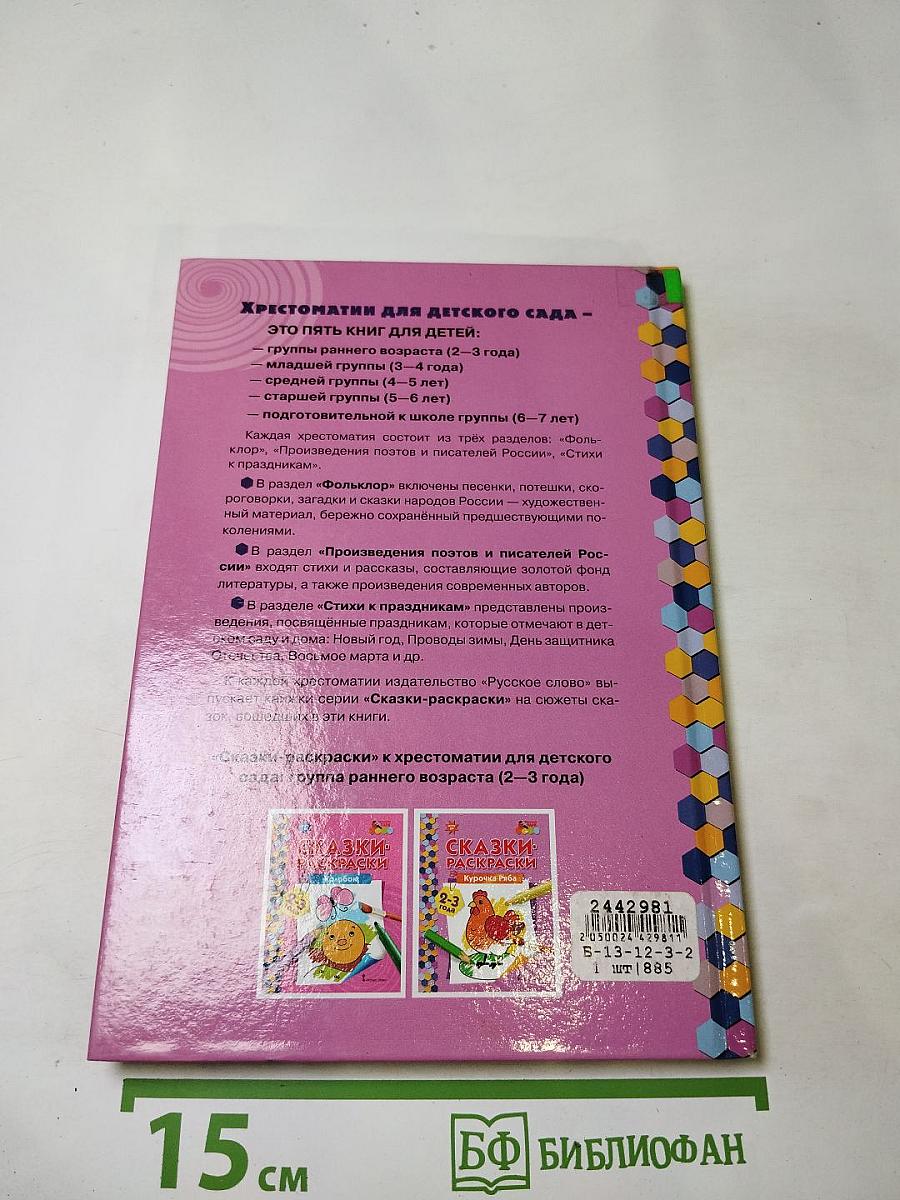 Хрестоматии для детского сада –
ЭТО ПЯТЬ КНИГ ДЛЯ ДЕТЕЙ:
— группы раннего возраста (2—3 года)
— младшей группы (3—4 года)
— средней группы (4—5 лет)
— старшей группы (5—6 лет)
— подготовительной к школе группы (6—7 лет)
Каждая хрестоматия состоит из трёх разделов: «Фоль-
клор», «Произведения поэтов и писателей России», «Стихи
к праздникам».
В раздел «Фольклор» включены песенки, потешки, ско-
роговорки, загадки и сказки народов России — художествен-
ный материал, бережно сохранённый предшествующими по-
колениями.
В раздел «Произведения поэтов и писателей Рос-
сии» входят стихи и рассказы, составляющие золотой фонд
литературы, а также произведения современных авторов.
В разделе «Стихи к праздникам» представлены произ-
ведения, посвящённые праздникам, которые отмечают в дет-
ском саду и дома: Новый год, Проводы зимы, День защитника
Отечества, Восьмое марта и др.
К каждой хрестоматии издательство «Русское слово» вы-
пускает книжки серии «Сказки-раскраски» на сюжеты ска-
зок, вошедших в эти книги.
«Сказки-раскраски» к хрестоматии для детского
сада: группа раннего возраста (2—3 года)
СКАЗКИ-
РАСКРАСКИ
Колобок
2-3
СКАЗКИ-
РАСКРАСКИ
Курочка Ряба
2-3
года
2442981
2 050024 429811
Б-13-12-3-2
1 шт|885
15 см
БФ БИБЛИОФАН